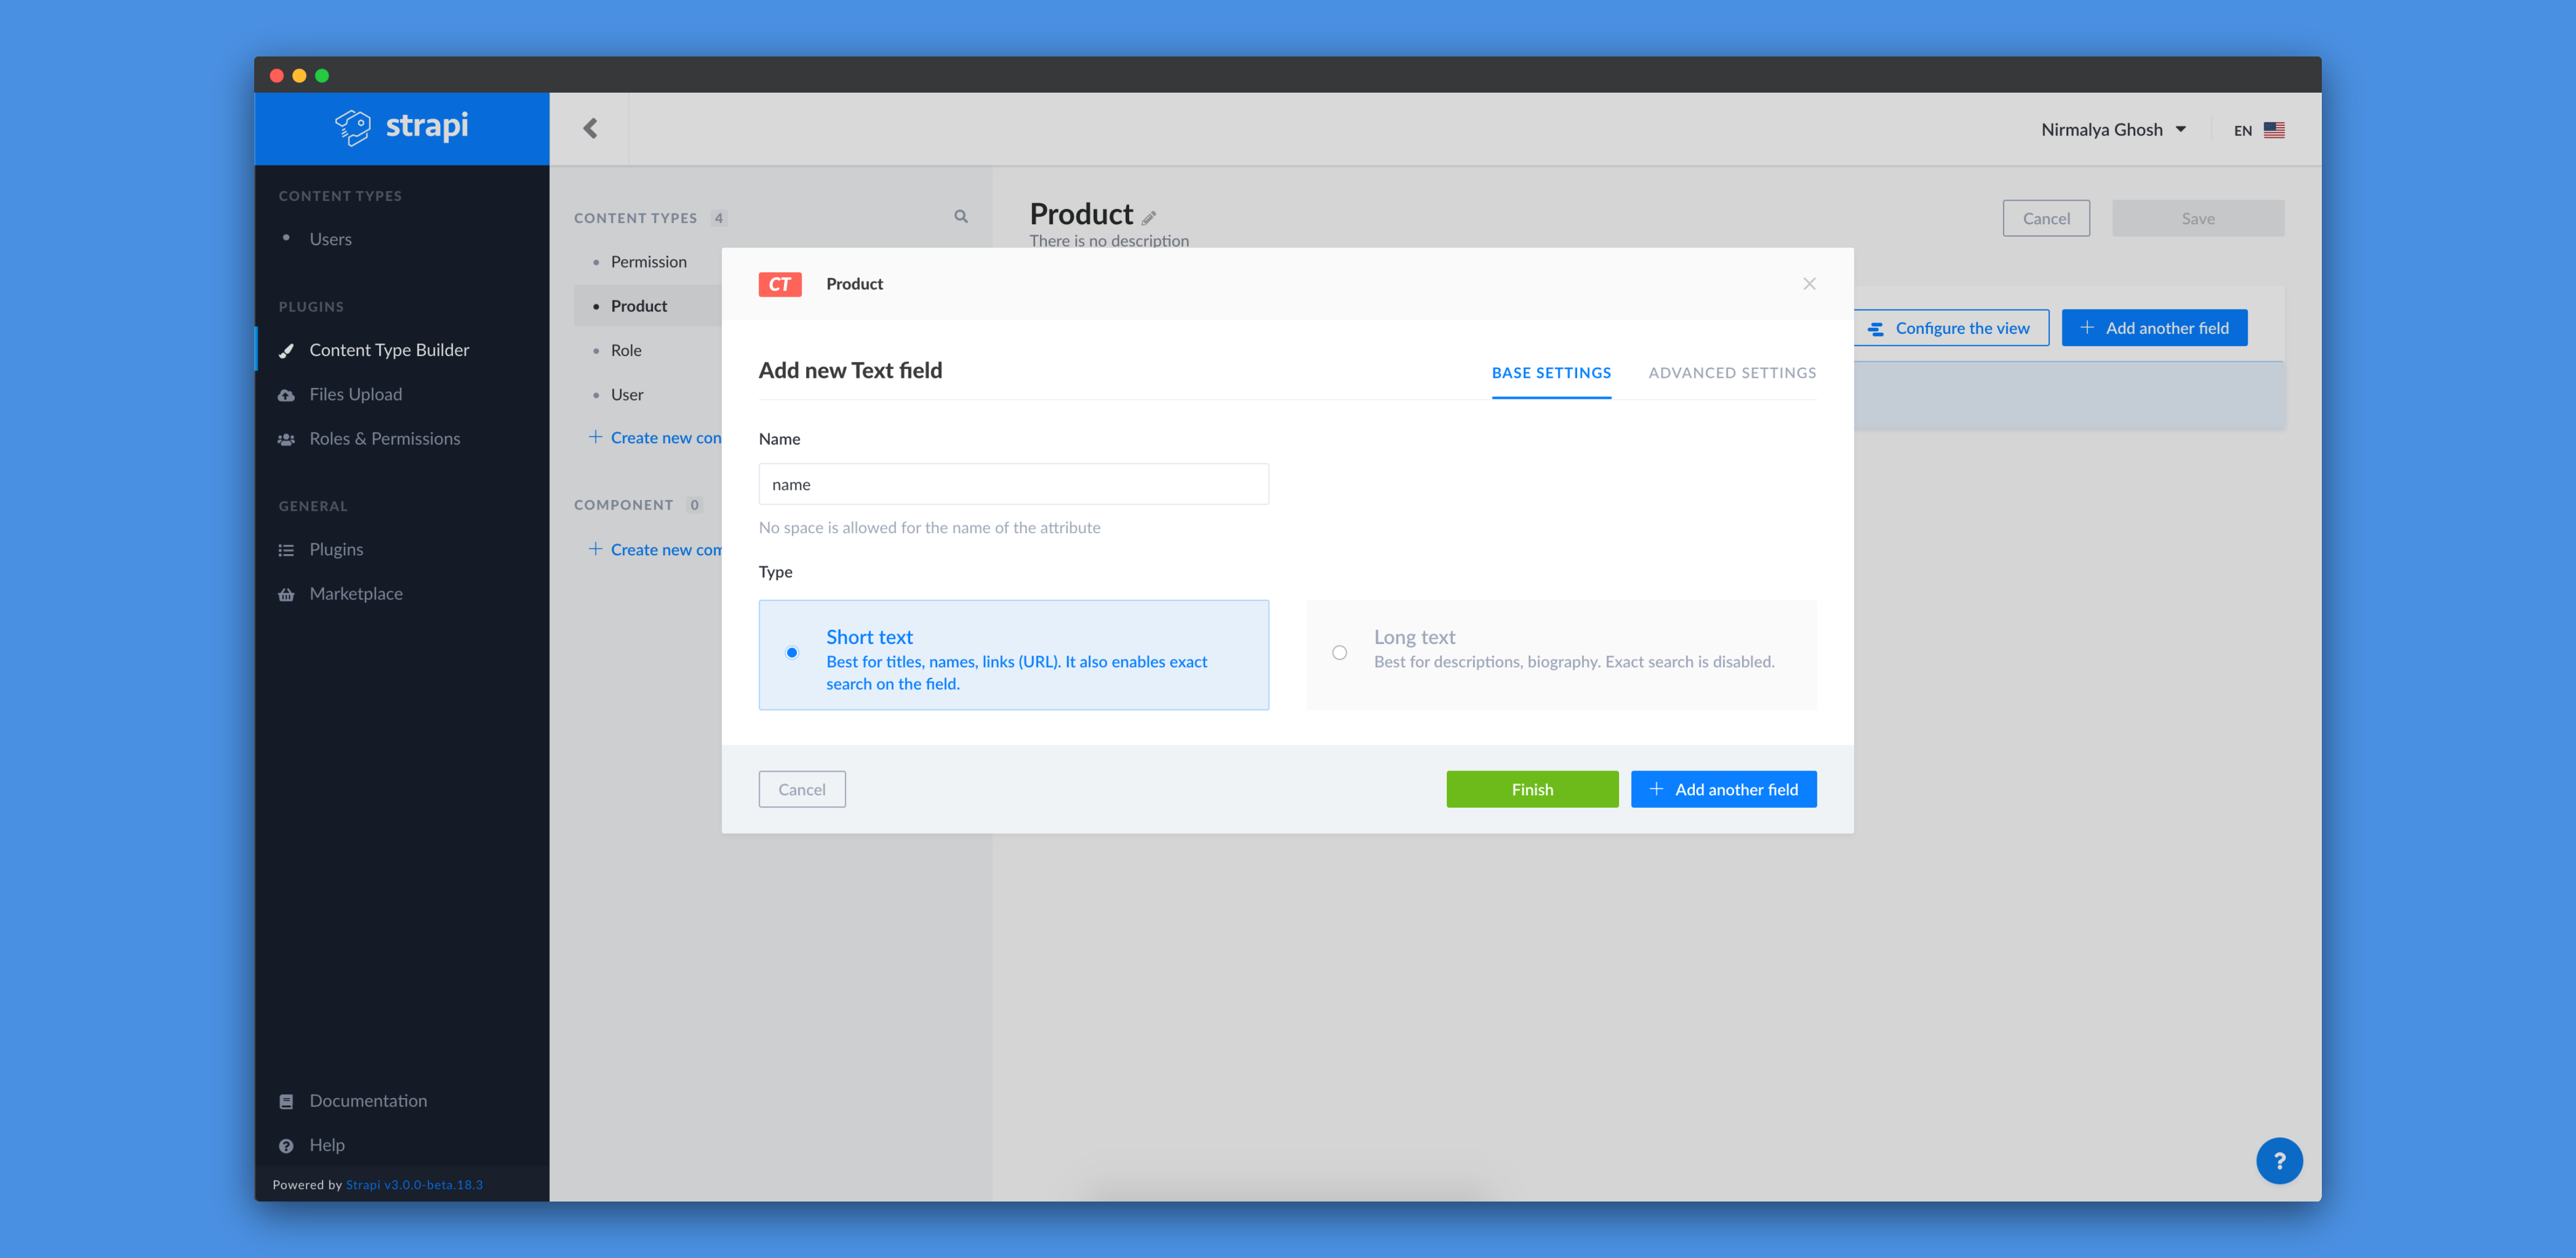 strapi
Nirmalya Ghosh
EN
CONTENT TYPES
Users
PLUGINS
Content Type Builder
Files Upload
Roles & Permissions
GENERAL
Plugins
Marketplace
Documentation
Help
Powered by Strapi v3.0.0-beta.18.3
CONTENT TYPES 4
Permission
Product
Role
User
Create new con
COMPONENT 0
Create new com
Product
There is no description
Cancel
Save
Configure the view
Add another field
CT Product
Add new Text field
BASE SETTINGS
ADVANCED SETTINGS
Name
name
No space is allowed for the name of the attribute
Type
Short text
Best for titles, names, links (URL). It also enables exact
search on the field.
Long text
Best for descriptions, biography. Exact search is disabled.
Cancel
Finish
Add another field
?